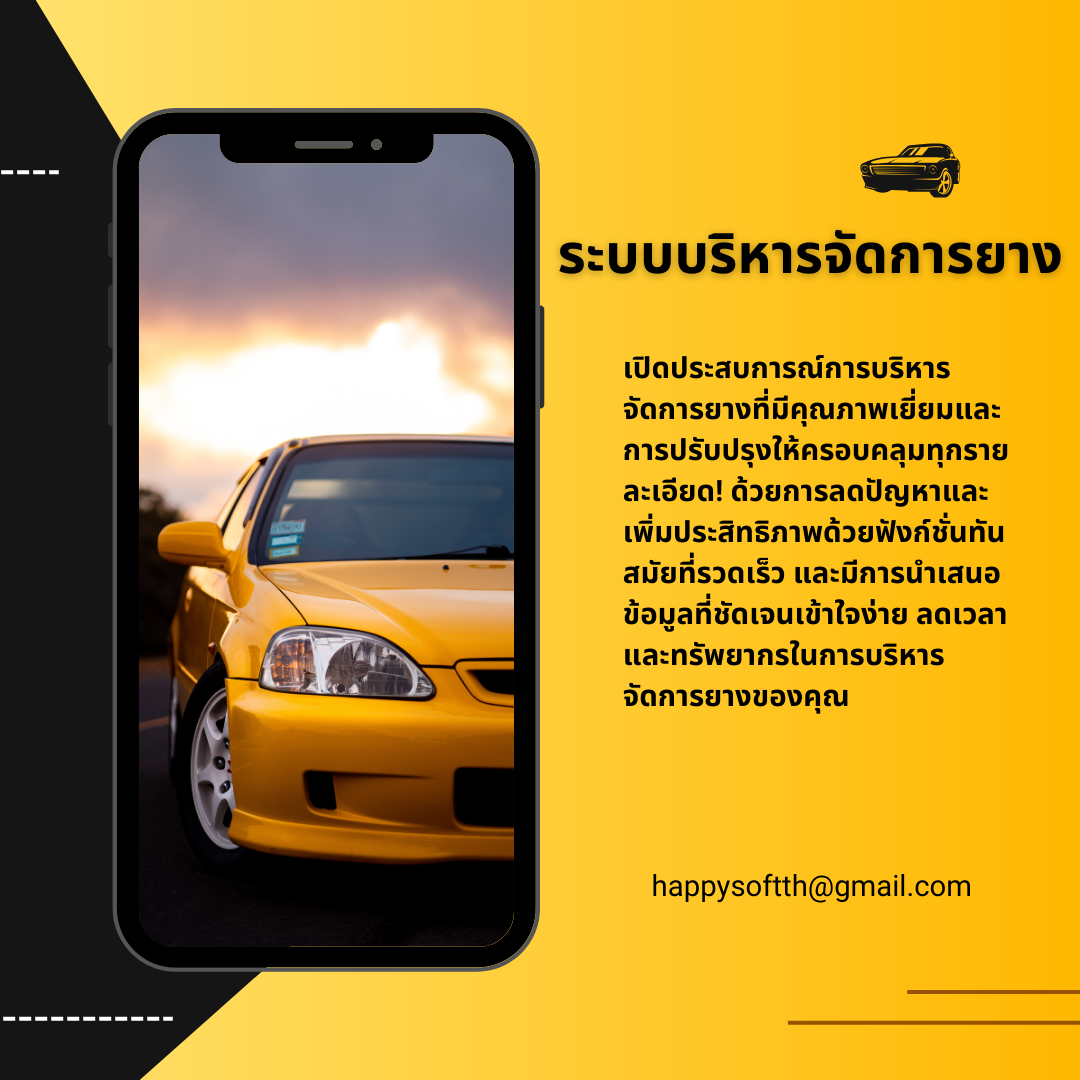 ระบบบริหารจัดการยาง
เปิดประสบการณ์การบริหาร
จัดการยางที่มีคุณภาพเยี่ยมและ
การปรับปรุงให้ครอบคลุมทุกราย
ละเอียด! ด้วยการลดปัญหาและ
เพิ่มประสิทธิภาพด้วยฟังก์ชั่นทัน
สมัยที่รวดเร็ว และมีการนำเสนอ
ข้อมูลที่ชัดเจนเข้าใจง่าย ลดเวลา
และทรัพยากรในการบริหาร
จัดการยางของคุณ
happysoftth@gmail.com